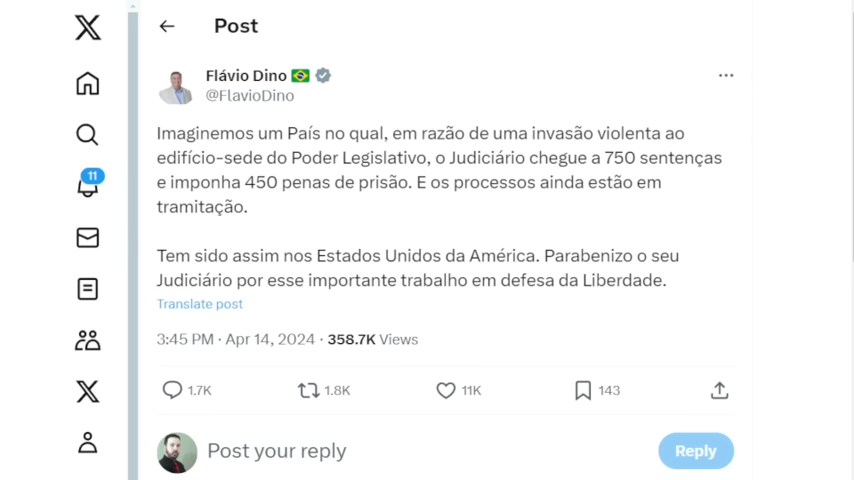 Post
Flávio Dino
@FlavioDino
Imaginemos um País no qual, em razão de uma invasão violenta ao
edifício-sede do Poder Legislativo, o Judiciário chegue a 750 sentenças
e imponha 450 penas de prisão. E os processos ainda estão em
tramitação.
Tem sido assim nos Estados Unidos da América. Parabenizo o seu
Judiciário por esse importante trabalho em defesa da Liberdade.
Translate post
3:45 PM · Apr 14, 2024 · 358.7K Views
11
1.7K 1.8K 11K 143
Post your reply
Reply